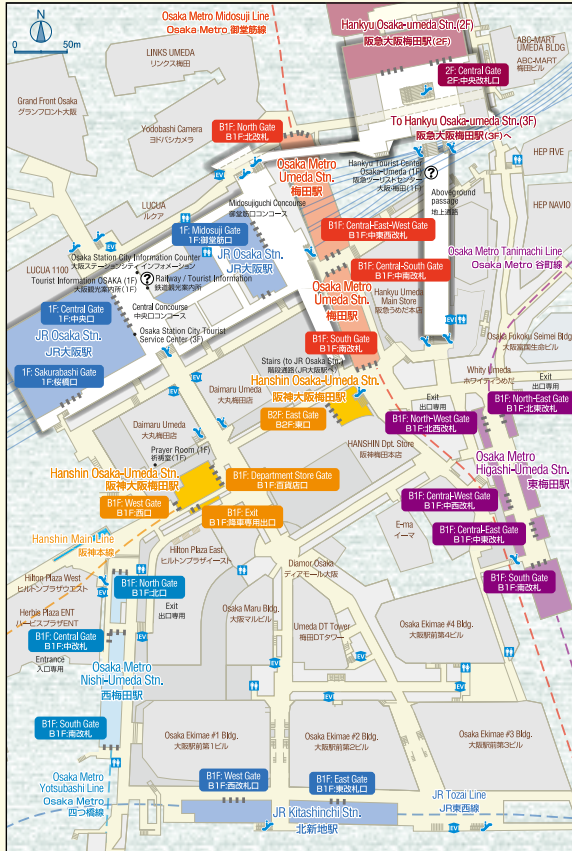 N
0
50m
Osaka Metro Midosuji Line
Osaka Metro 御堂筋線
Hankyu Osaka-umeda Stn.(2F)
阪急大阪梅田駅(2F)
ABC-MART
UMEDA BLDG
ABC-MART
梅田ビル
LINKS UMEDA
リンクス梅田
2F: Central Gate
2F:中央改札口
Grand Front Osaka
グランフロント大阪
Yodobashi Camera
ヨドバシカメラ
B1F: North Gate
B1F:北改札
To Hankyu Osaka-umeda Stn.(3F)
阪急大阪梅田駅(3F)へ
Osaka Metro
Umeda Stn.
梅田駅
Hankyu Tourist Center
Osaka-Umeda (1F)
阪急ツーリストセンター
大阪・梅田(1F)
HEP FIVE
Aboveground
passage
地上通路
HEP NAVIO
LUCUA
ルクア
Midosujiguchi Concourse
御堂筋口コンコース
1F: Midosuji Gate
1F:御堂筋口
B1F: Central-East-West Gate
B1F:中東西改札
Osaka Station City Information Counter
大阪ステーションシティインフォメーション
JR Osaka Stn.
JR大阪駅
B1F: Central-South Gate
B1F:中南改札
Osaka Metro Tanimachi Line
Osaka Metro 谷町線
LUCUA 1100
Tourist Information OSAKA (1F)
大阪観光案内所(1F)
Railway / Tourist Information
鉄道観光案内所
Osaka Metro
Umeda Stn.
梅田駅
Hankyu Umeda
Main Store
阪急うめだ本店
1F: Central Gate
1F:中央口
Central Concourse
中央口コンコース
JR Osaka Stn.
JR大阪駅
Osaka Station City Tourist
Service Center (3F)
B1F: South Gate
B1F:南改札
Osaka Fukoku Seimei Bldg.
大阪富国生命ビル
Stairs (to JR Osaka Stn.)
階段通路(JR大阪駅へ)
1F: Sakurabashi Gate
1F:桜橋口
Hanshin Osaka-Umeda Stn.
阪神大阪梅田駅
Whity Umeda
ホワイティうめだ
Exit
出口専用
Daimaru Umeda
大丸梅田店
Exit
出口専用
B1F: North-East Gate
B1F:北東改札
B2F: East Gate
B2F:東口
B1F: North-West Gate
B1F:北西改札
Daimaru Umeda
大丸梅田店
HANSHIN Dpt. Store
阪神梅田本店
Prayer Room (1F)
祈祷室(1F)
Osaka Metro
Higashi-Umeda Stn.
東梅田駅
Hanshin Osaka-Umeda Stn.
阪神大阪梅田駅
B1F: Department Store Gate
B1F:百貨店口
B1F: Central-West Gate
B1F:中西改札
B1F: West Gate
B1F:西口
B1F: Exit
B1F:降車専用出口
E-ma
イーマ
B1F: Central-East Gate
B1F:中東改札
Hanshin Main Line
阪神本線
Hilton Plaza East
ヒルトンプラザイースト
Diamor Osaka
ディアモール大阪
B1F: South Gate
B1F:南改札
Hilton Plaza West
ヒルトンプラザウエスト
B1F: North Gate
B1F:北口
Herbis Plaza ENT
ハービスプラザENT
Exit
出口専用
Osaka Maru Bldg.
大阪マルビル
Umeda DT Tower
梅田DTタワー
Osaka Ekimae #4 Bldg.
大阪駅前第4ビル
B1F: Central Gate
B1F:中改札
Entrance
入口専用
Osaka Metro
Nishi-Umeda Stn.
西梅田駅
B1F: South Gate
B1F:南改札
Osaka Ekimae #1 Bldg.
大阪駅前第1ビル
Osaka Ekimae #2 Bldg.
大阪駅前第2ビル
Osaka Ekimae #3 Bldg.
大阪駅前第3ビル
Osaka Metro
Yotsubashi Line
Osaka Metro
四つ橋線
B1F: West Gate
B1F:西改札口
B1F: East Gate
B1F:東改札口
JR Tozai Line
JR東西線
JR Kitashinchi Stn.
北新地駅